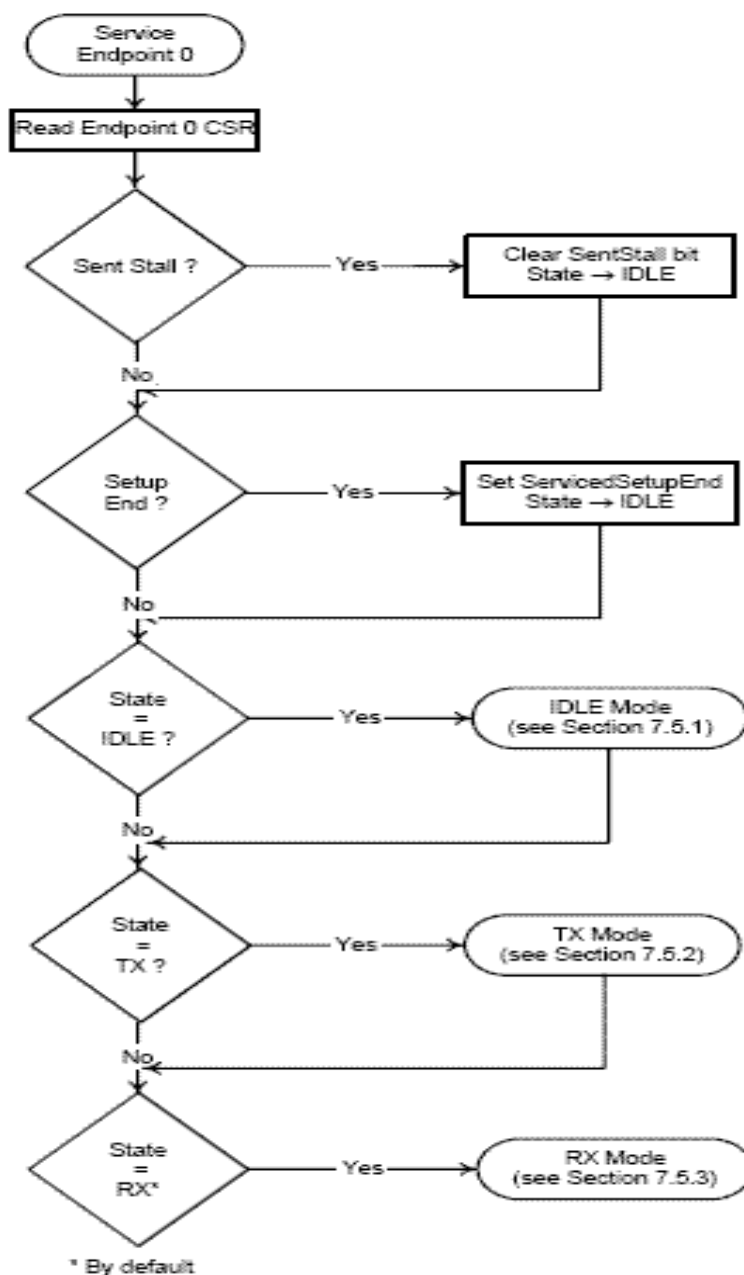 Service
Endpoint 0
Read Endpoint 0 CSR
Sent Stall ?
Yes
Clear SentStall bit
State → IDLE
No
Setup
End ?
Yes
Set ServicedSetupEnd
State → IDLE
No
State
=
IDLE ?
Yes
IDLE Mode
(see Section 7.5.1)
No
State
=
TX ?
Yes
TX Mode
(see Section 7.5.2)
No
State
=
RX*
Yes
RX Mode
(see Section 7.5.3)
* By default